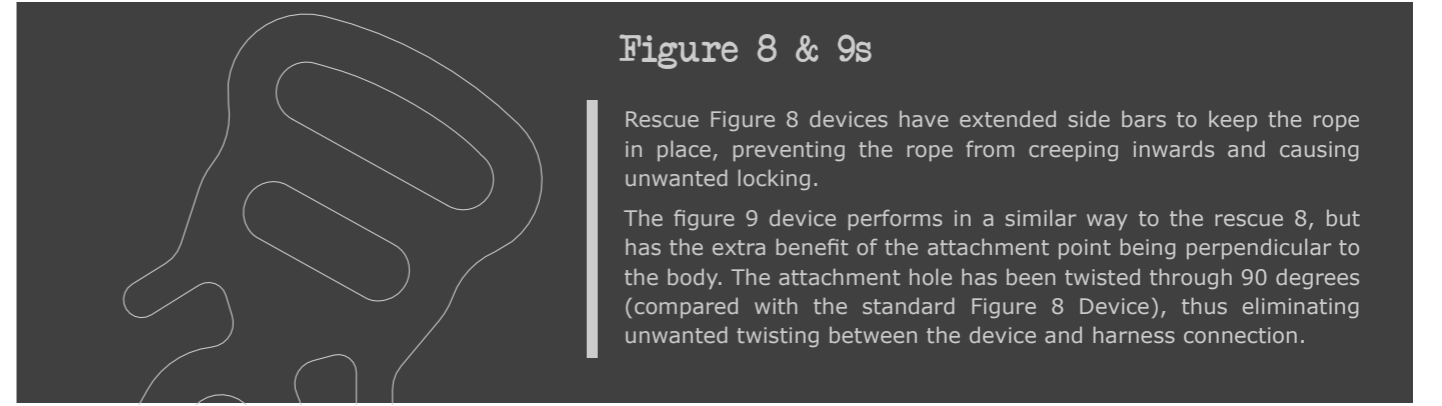 Figure 8 & 9s
Rescue Figure 8 devices have extended side bars to keep the rope
in place, preventing the rope from creeping inwards and causing
unwanted locking.
The figure 9 device performs in a similar way to the rescue 8, but
has the extra benefit of the attachment point being perpendicular to
the body. The attachment hole has been twisted through 90 degrees
(compared with the standard Figure 8 Device), thus eliminating
unwanted twisting between the device and harness connection.